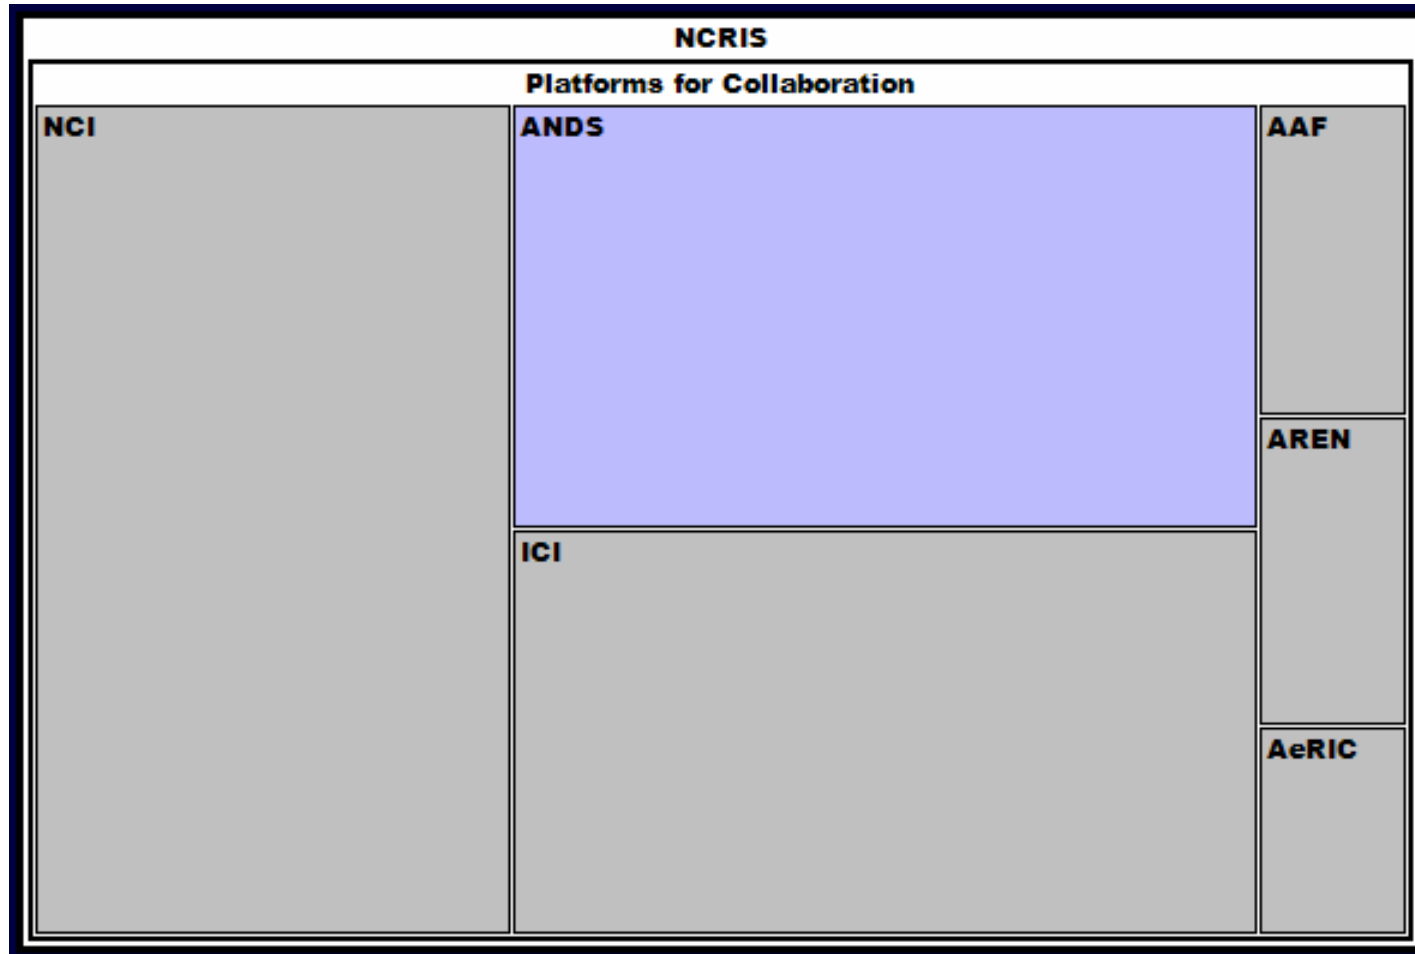 NCRIS
Platforms for Collaboration
NCI
ANDS
AAF
AREN
ICI
AeRIC